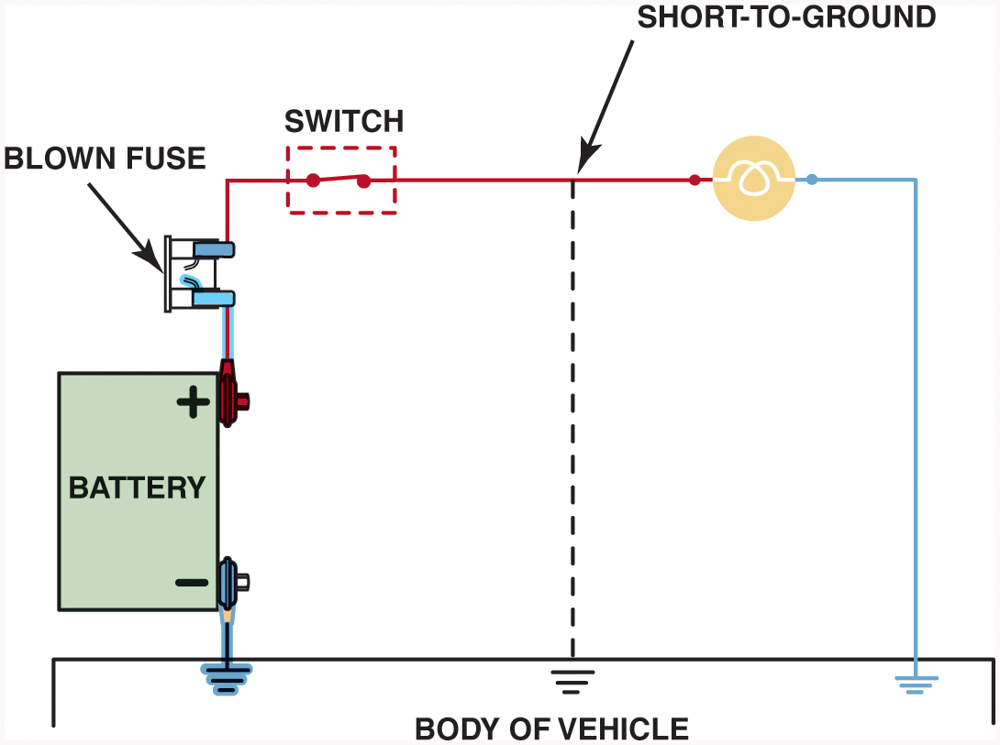 SHORT-TO-GROUND
SWITCH
BLOWN FUSE
+
BATTERY
–
BODY OF VEHICLE